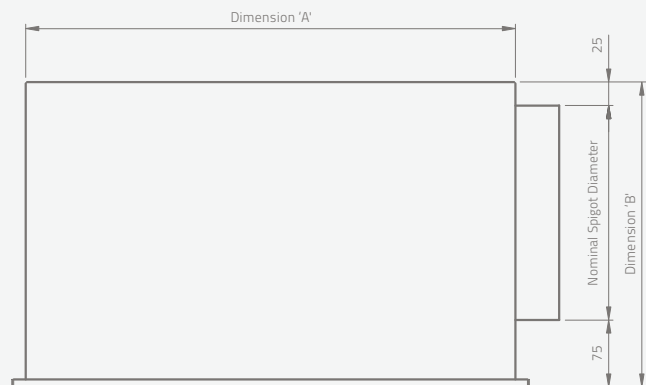 Dimension ‘A’
25
Nominal Spigot Diameter
Dimension ‘B’
75